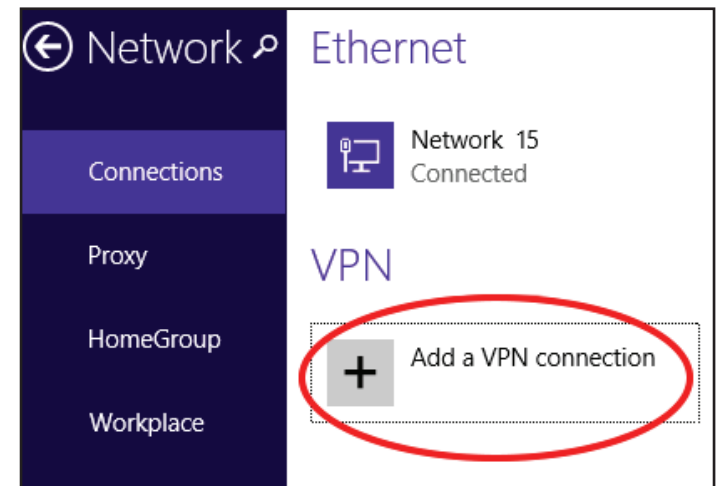 Network
Connections
Proxy
HomeGroup
Workplace
Ethernet
Network 15
Connected
VPN
Add a VPN connection